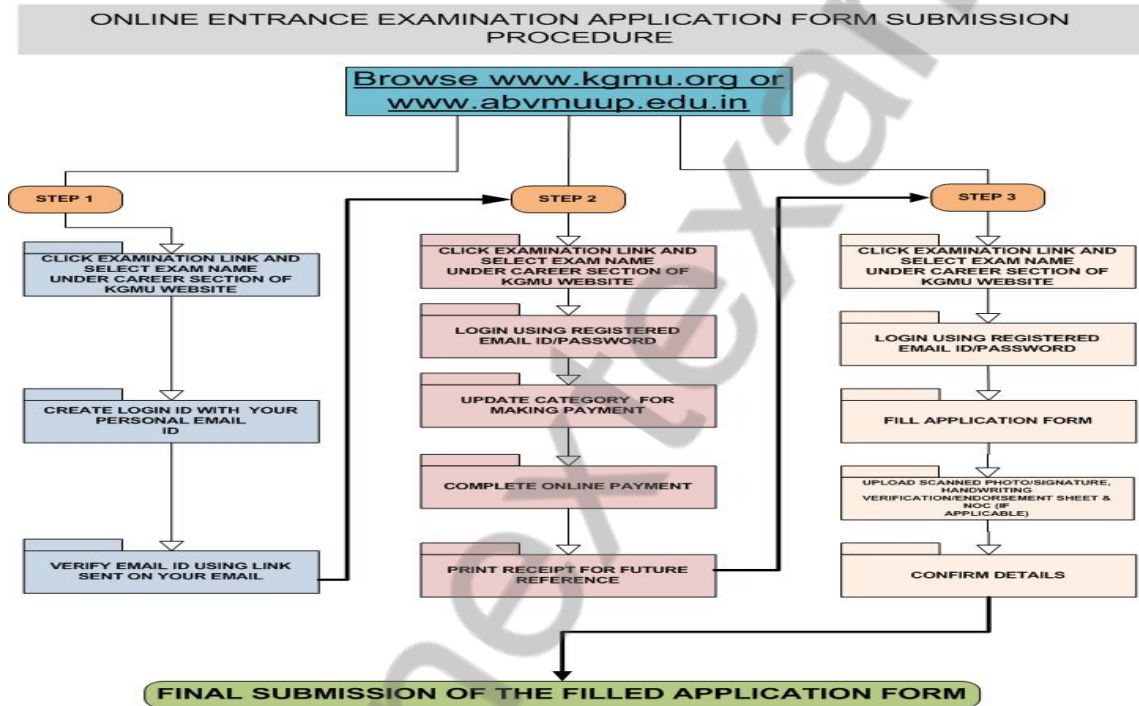 ONLINE ENTRANCE EXAMINATION APPLICATION FORM SUBMISSION
PROCEDURE
Browse www.kgmu.org or
www.abvmuup.edu.in
STEP 1
CLICK EXAMINATION LINK AND
SELECT EXAM NAME
UNDER CAREER SECTION OF
KGMU WEBSITE
CREATE LOGIN ID WITH YOUR
PERSONAL EMAIL
ID
VERIFY EMAIL ID USING LINK
SENT ON YOUR EMAIL
STEP 2
CLICK EXAMINATION LINK AND
SELECT EXAM NAME
UNDER CAREER SECTION OF
KGMU WEBSITE
LOGIN USING REGISTERED
EMAIL ID/PASSWORD
UPDATE CATEGORY FOR
MAKING PAYMENT
COMPLETE ONLINE PAYMENT
PRINT RECEIPT FOR FUTURE
REFERENCE
STEP 3
CLICK EXAMINATION LINK AND
SELECT EXAM NAME
UNDER CAREER SECTION OF
KGMU WEBSITE
LOGIN USING REGISTERED
EMAIL ID/PASSWORD
FILL APPLICATION FORM
UPLOAD SCANNED PHOTO/SIGNATURE,
HANDWRITING
VERIFICATION/ENDORSEMENT SHEET &
NOC (IF
APPLICABLE)
CONFIRM DETAILS
FINAL SUBMISSION OF THE FILLED APPLICATION FORM
nextexam